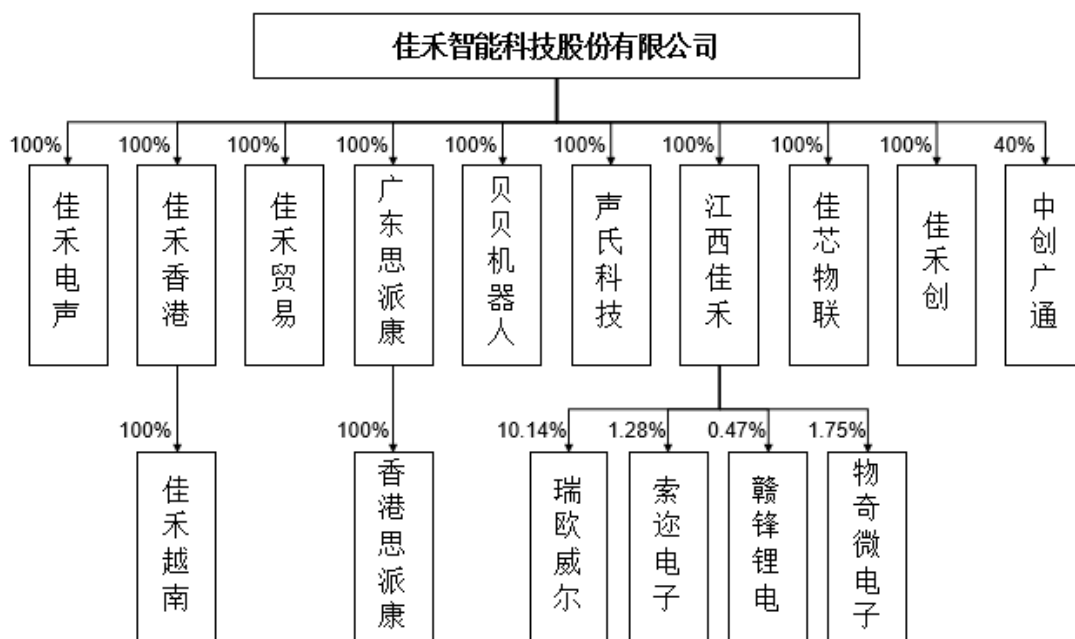 佳禾智能科技股份有限公司
100%
100%
100%
100%
100%
100%
100%
100%
100%
40%
佳禾电声
佳禾香港
佳禾贸易
广东思派康
贝贝机器人
声氏科技
江西佳禾
佳芯物联
佳禾创
中创广通
100%
100%
10.14%
1.28%
0.47%
1.75%
佳禾越南
香港思派康
瑞欧威尔
索迩电子
赣锋锂电
物奇微电子